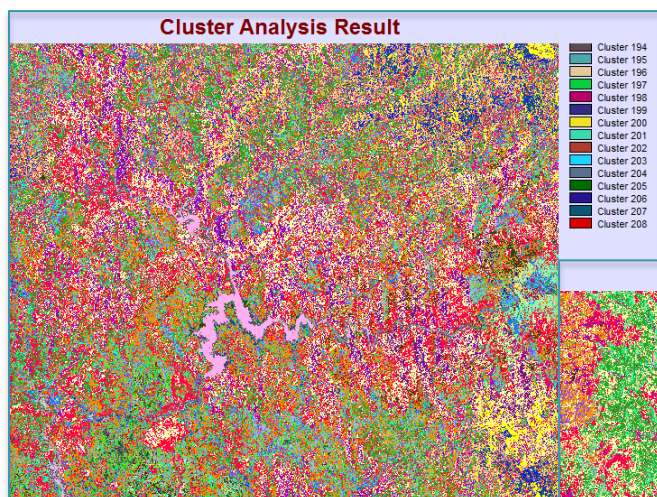 Cluster Analysis Result
Cluster 194
Cluster 195
Cluster 196
Cluster 197
Cluster 198
Cluster 199
Cluster 200
Cluster 201
Cluster 202
Cluster 203
Cluster 204
Cluster 205
Cluster 206
Cluster 207
Cluster 208